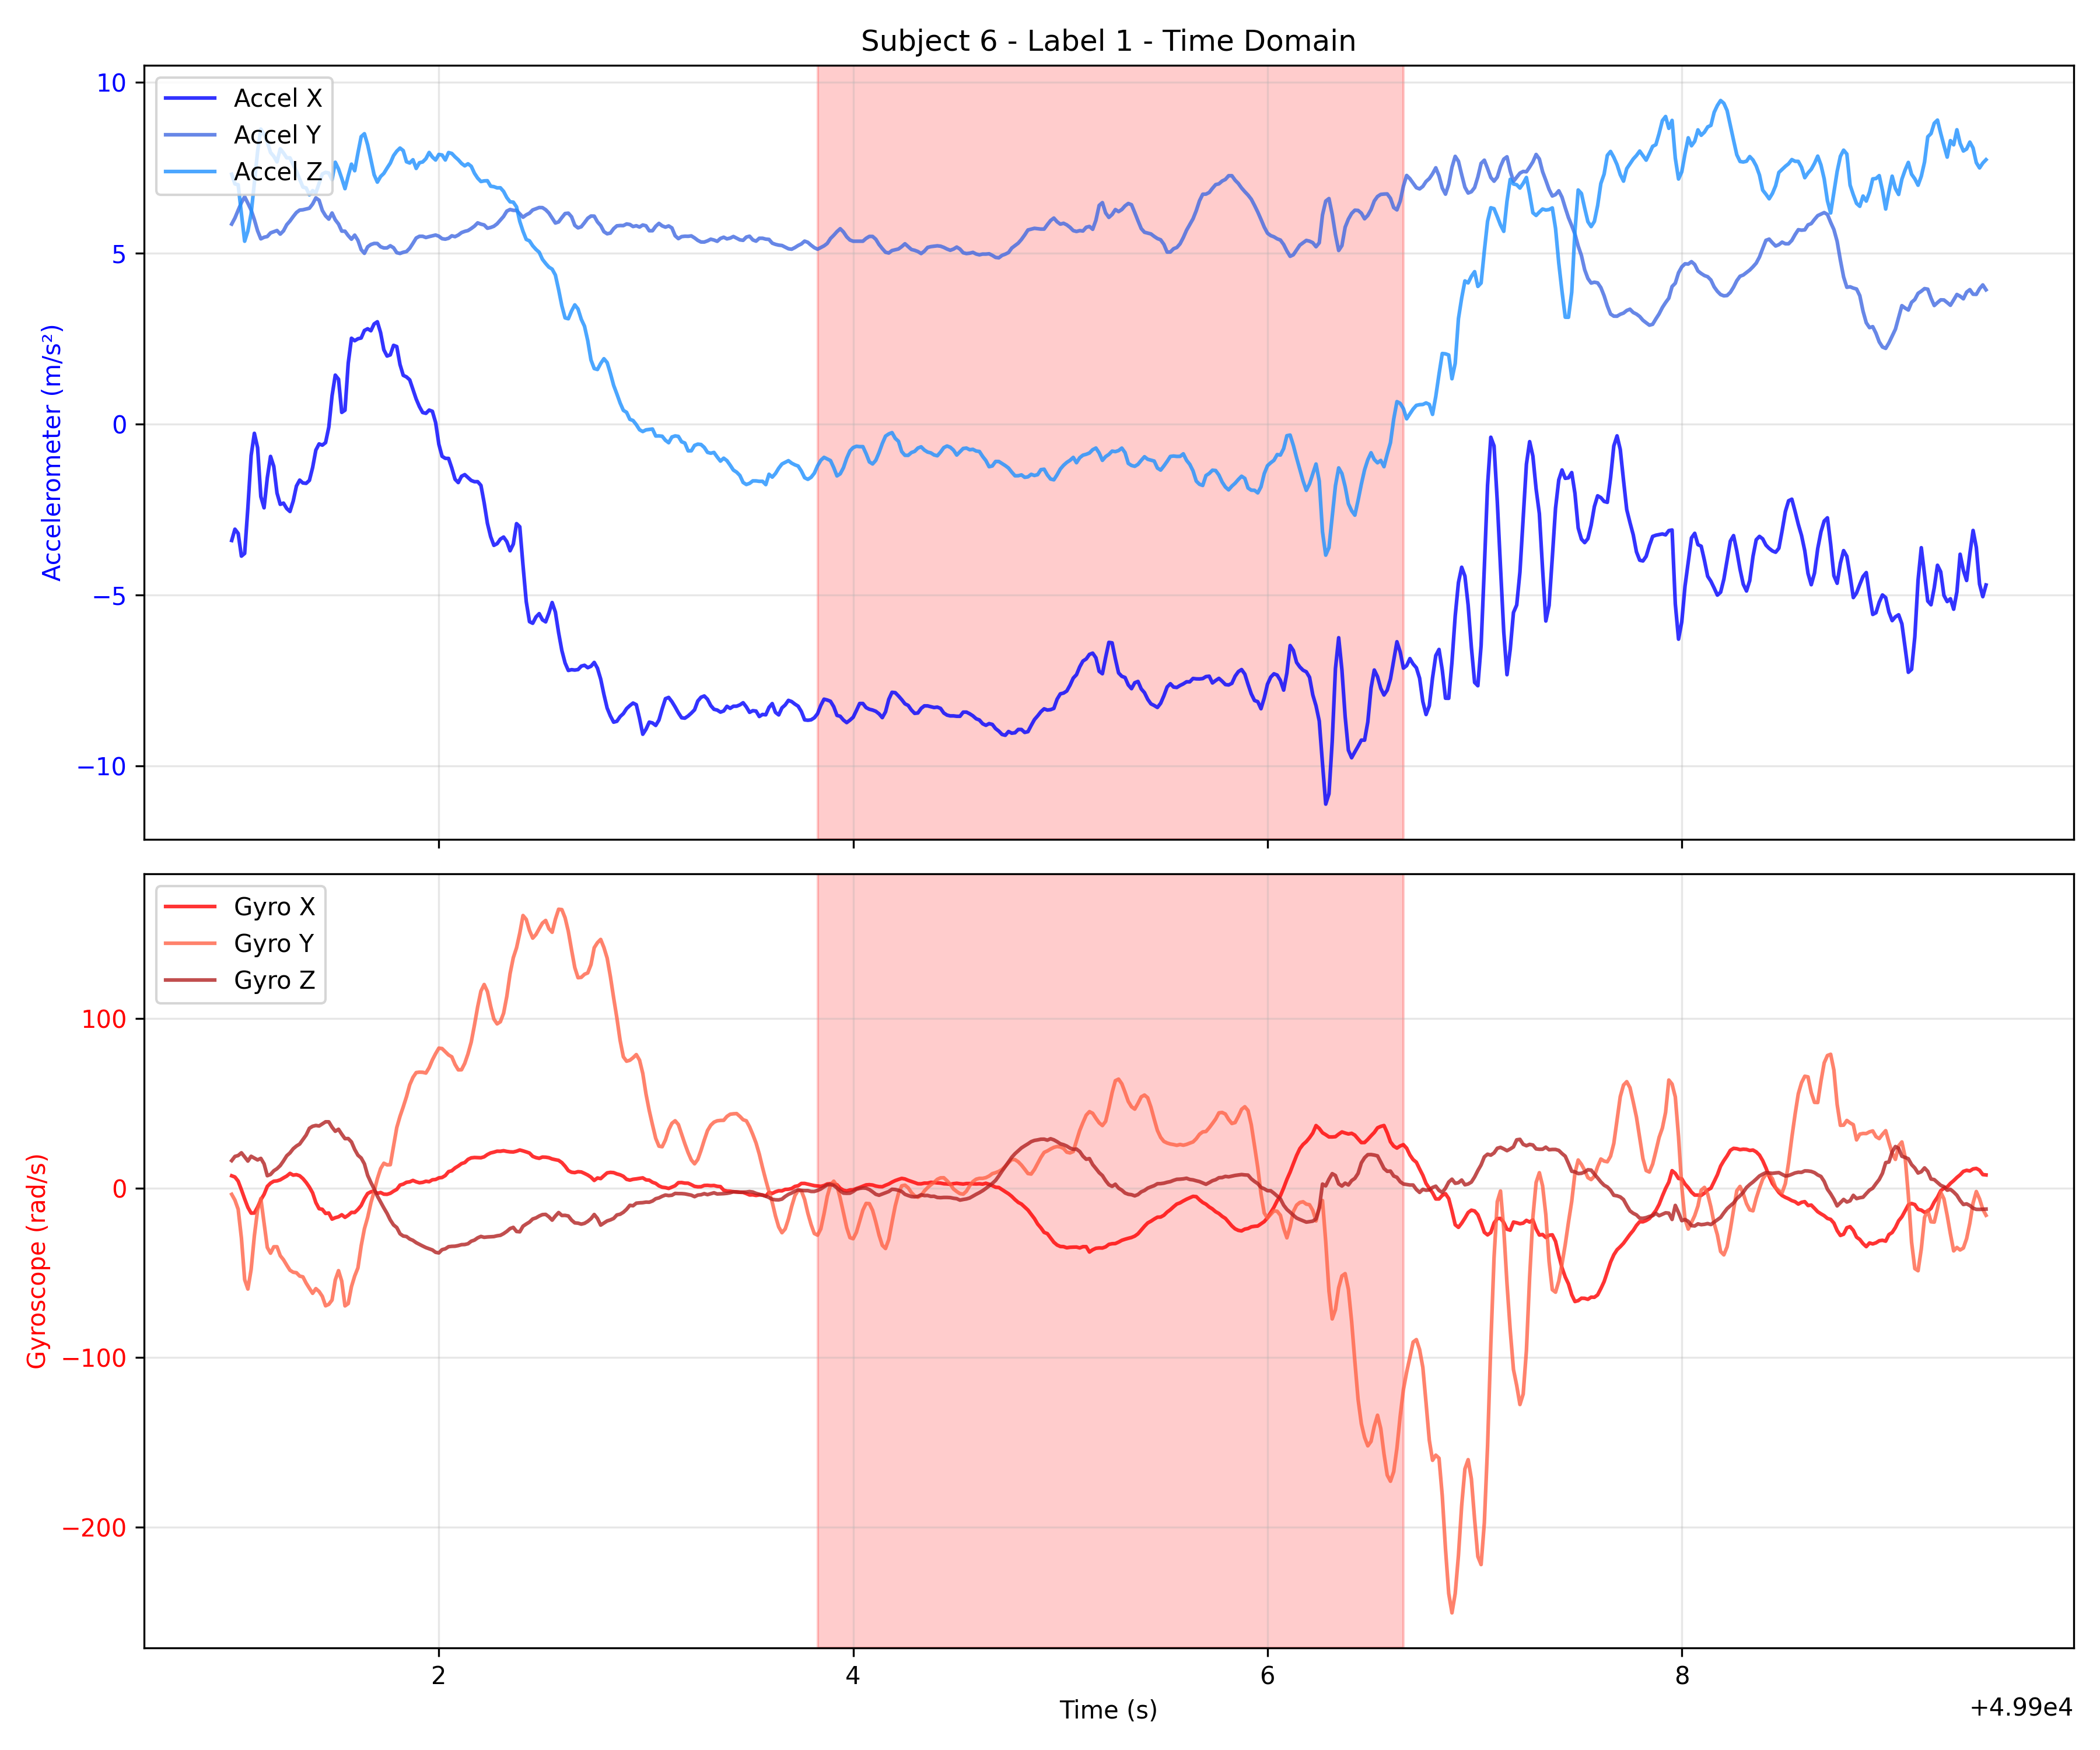 Subject 6 - Label 1 - Time Domain
10
5
0
−5
−10
Accelerometer (m/s²)
Accel X
Accel Y
Accel Z
100
0
−100
−200
Gyroscope (rad/s)
Gyro X
Gyro Y
Gyro Z
2
4
6
8
Time (s)
+4.99e4